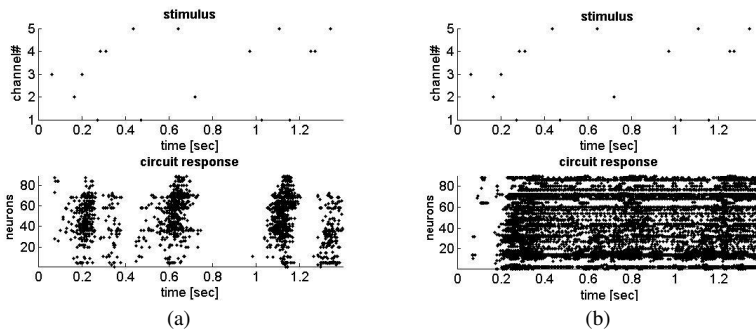 stimulus
channel#
5
4
3
2
1
0 0.2 0.4 0.6 0.8 1 1.2
time [sec]
circuit response
neurons
80
60
40
20
0 0.2 0.4 0.6 0.8 1 1.2
time [sec]
(a)
stimulus
channel#
5
4
3
2
1
0 0.2 0.4 0.6 0.8 1 1.2
time [sec]
circuit response
neurons
80
60
40
20
0 0.2 0.4 0.6 0.8 1 1.2
time [sec]
(b)